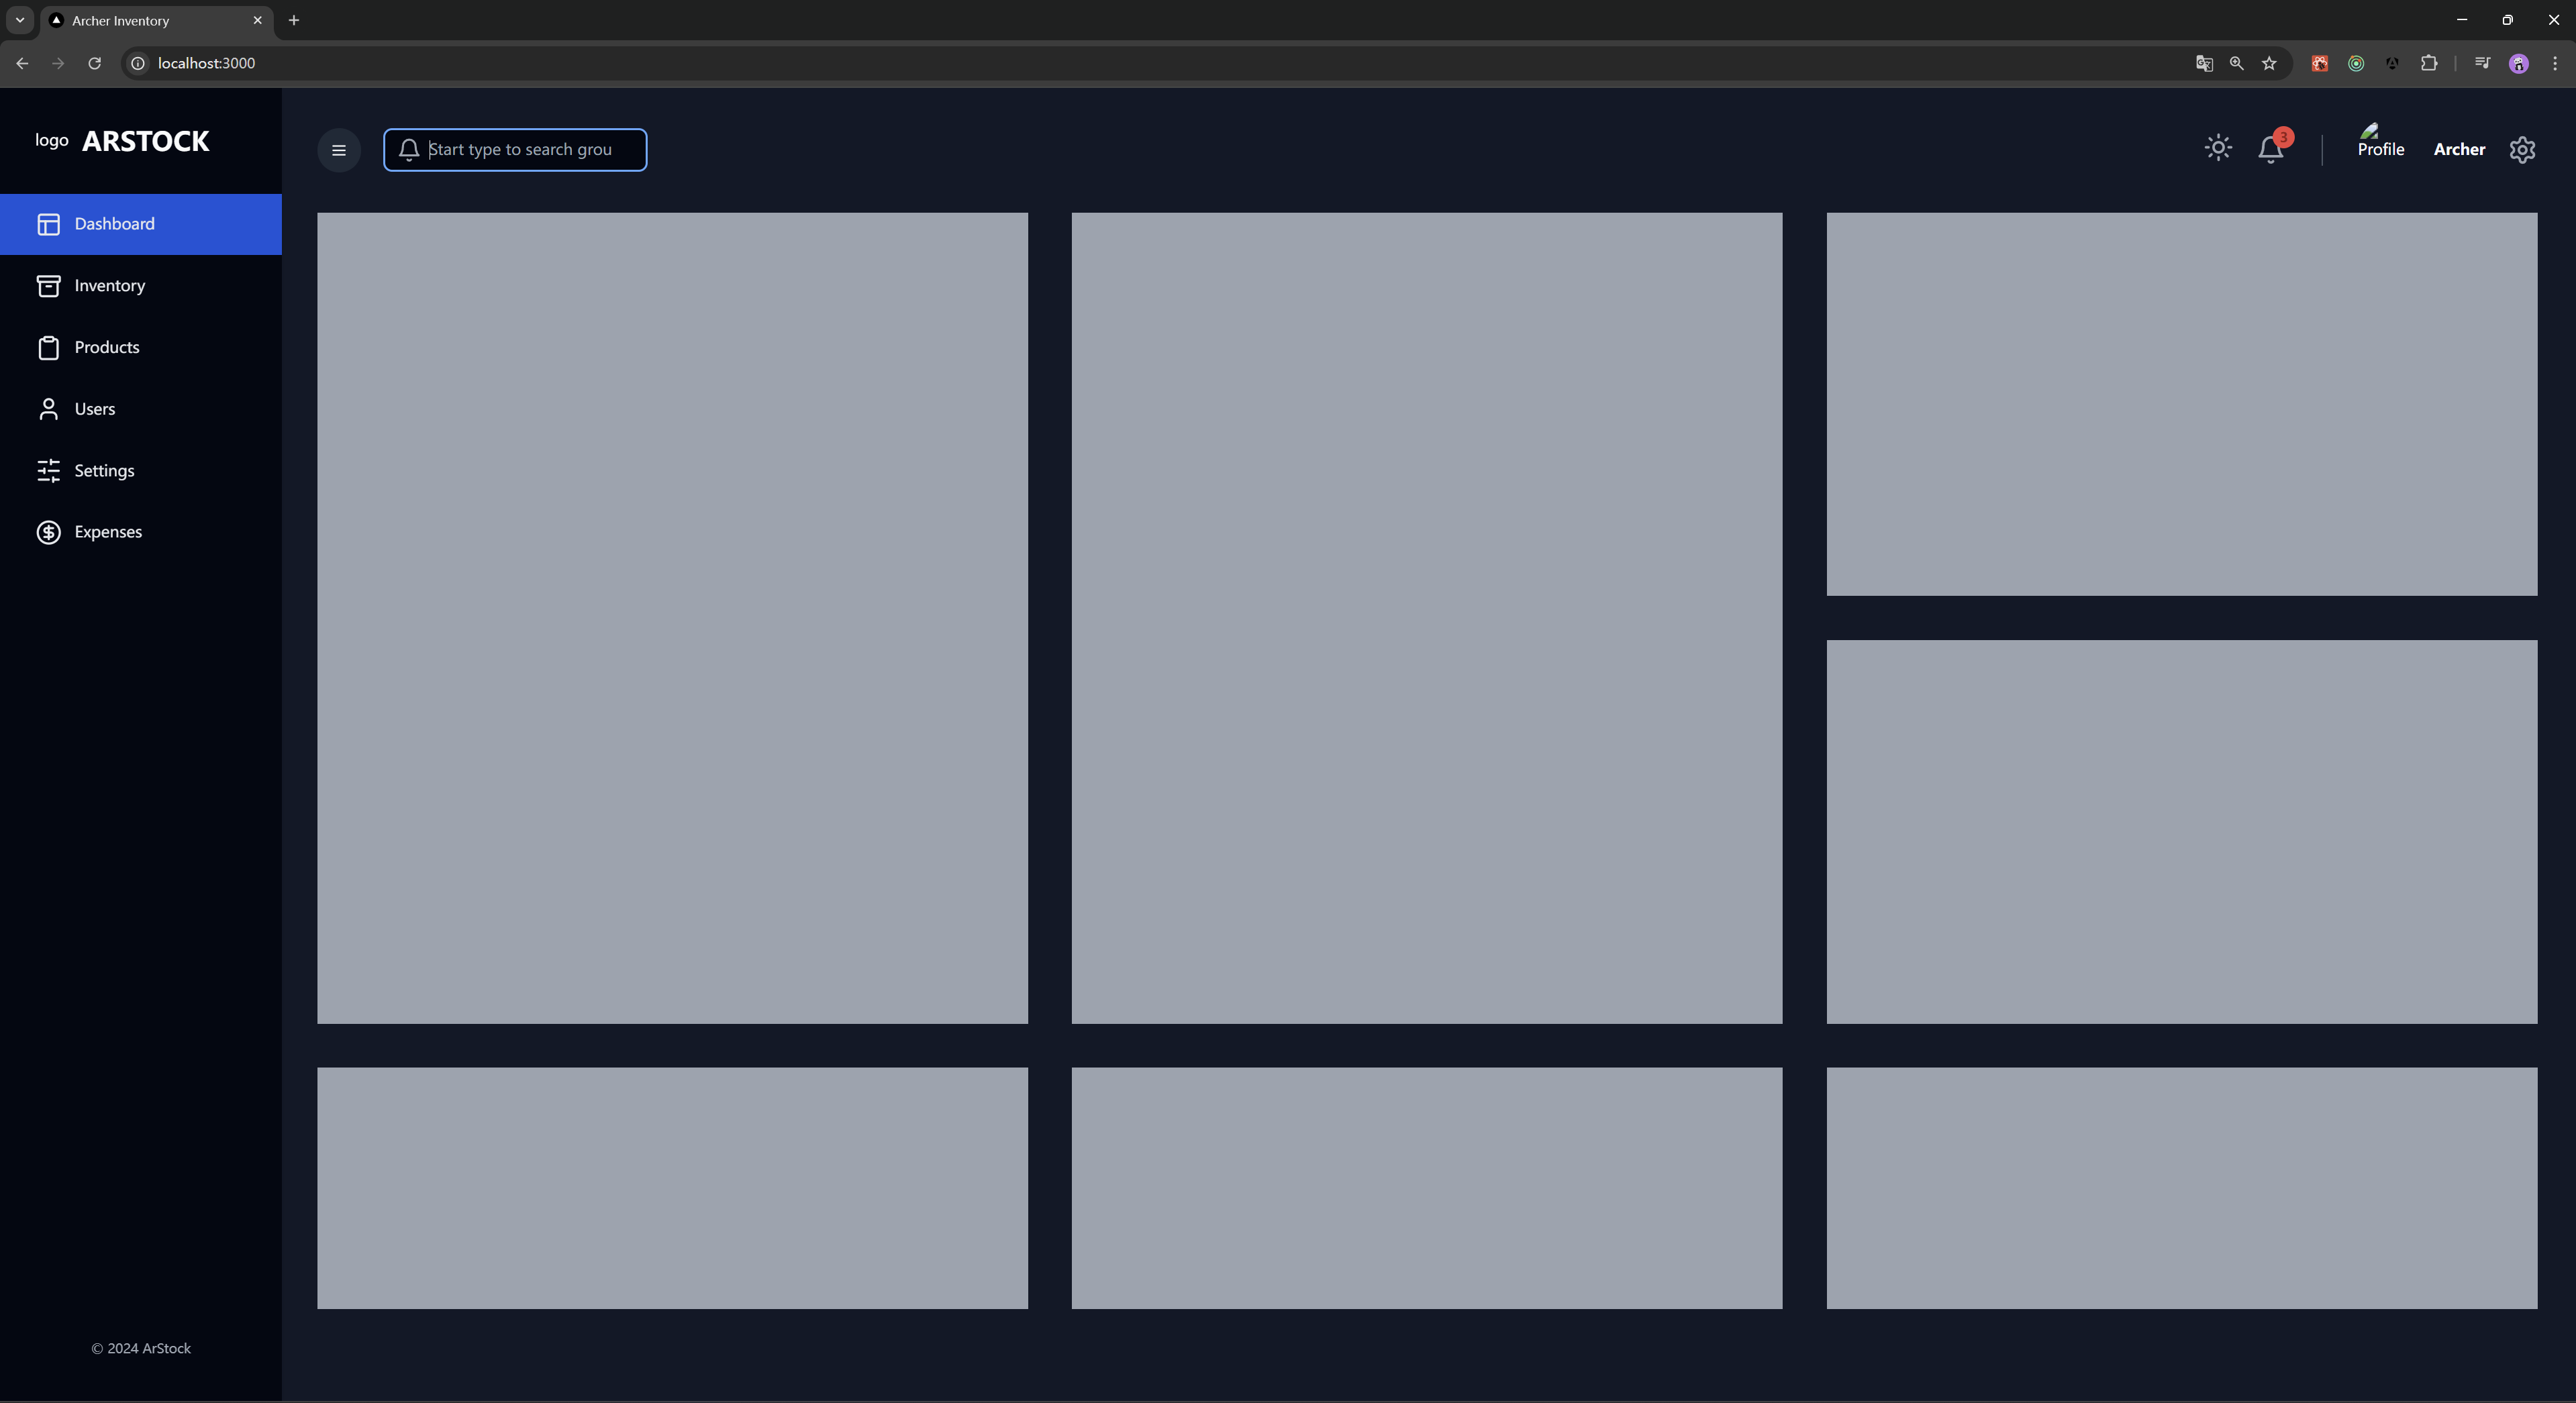 Archer Inventory
localhost:3000
logo ARSTOCK
Start type to search grou
3
Profile
Archer
Dashboard
Inventory
Products
Users
Settings
Expenses
© 2024 ArStock